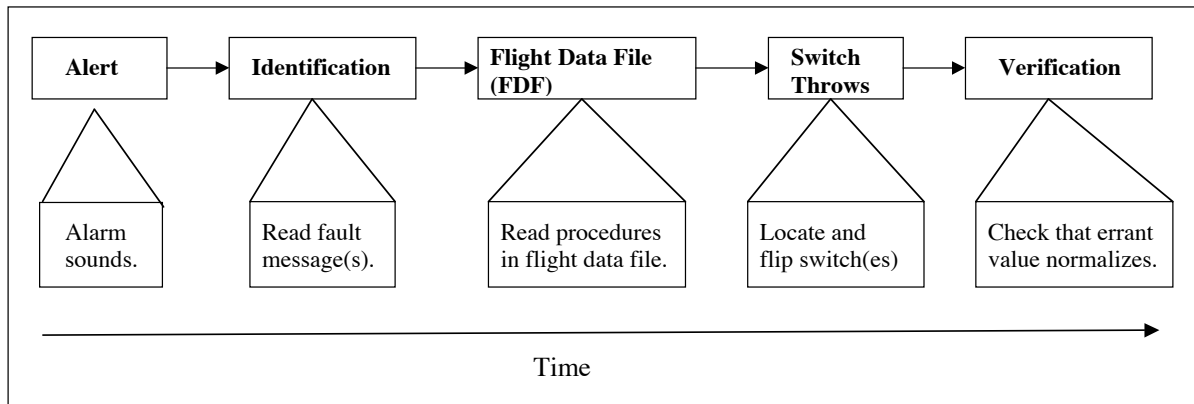 Alert
Identification
Flight Data File
(FDF)
Switch
Throws
Verification
Alarm
sounds.
Read fault
message(s).
Read procedures
in flight data file.
Locate and
flip switch(es)
Check that errant
value normalizes.
Time